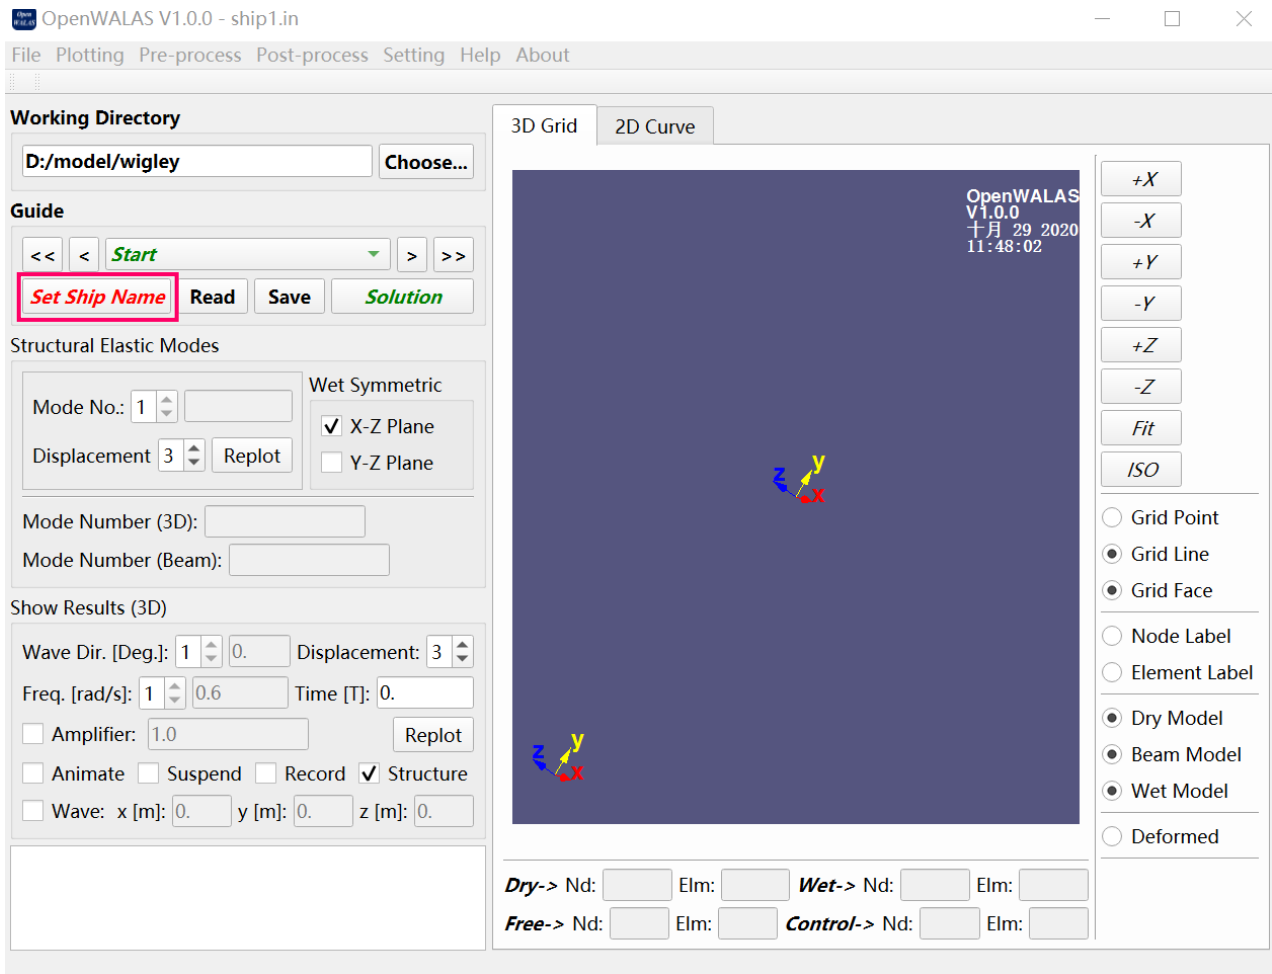 OpenWALAS V1.0.0 - ship1.in
File Plotting Pre-process Post-process Setting Help About
Working Directory
D:/model/wigley Choose...
Guide
<< < Start > >>
Set Ship Name Read Save Solution
Structural Elastic Modes
Mode No.: 1
Displacement 3 Replot
Wet Symmetric
X-Z Plane
Y-Z Plane
Mode Number (3D):
Mode Number (Beam):
Show Results (3D)
Wave Dir. [Deg.]: 1 0. Displacement: 3
Freq. [rad/s]: 1 0.6 Time [T]: 0.
Amplifier: 1.0 Replot
Animate Suspend Record Structure
Wave: x [m]: 0. y [m]: 0. z [m]: 0.
3D Grid 2D Curve
OpenWALAS
V1.0.0
十月 29 2020
11:48:02
z y x
z y x
Dry-> Nd: Elm: Wet-> Nd: Elm:
Free-> Nd: Elm: Control-> Nd: Elm:
+X
-X
+Y
-Y
+Z
-Z
Fit
ISO
Grid Point
Grid Line
Grid Face
Node Label
Element Label
Dry Model
Beam Model
Wet Model
Deformed